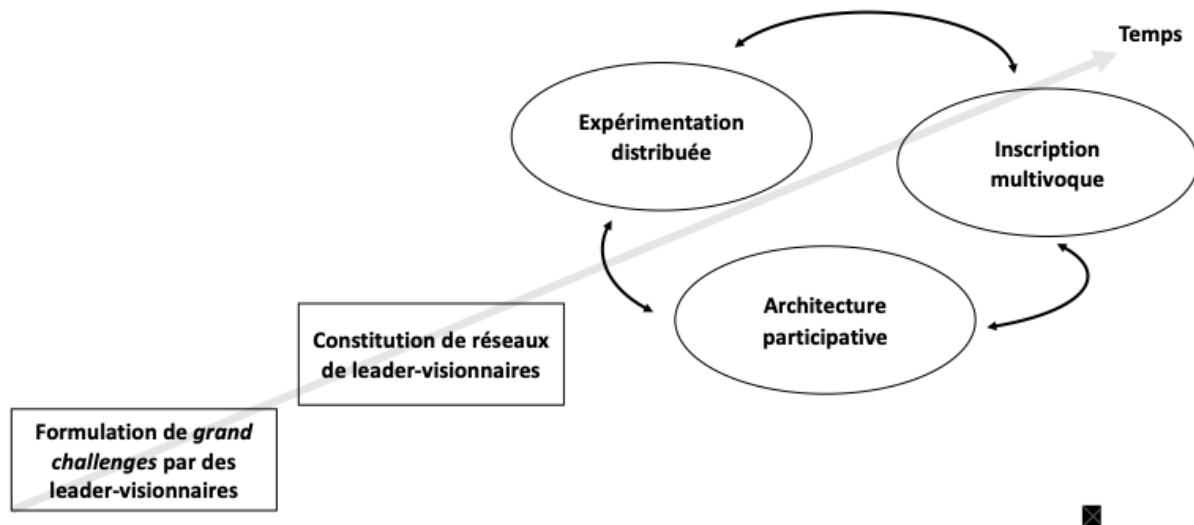 Temps
Expérimentation
distribuée
Inscription
multivoque
Architecture
participative
Constitution de réseaux
de leader-visionnaires
Formulation de grand
challenges par des
leader-visionnaires